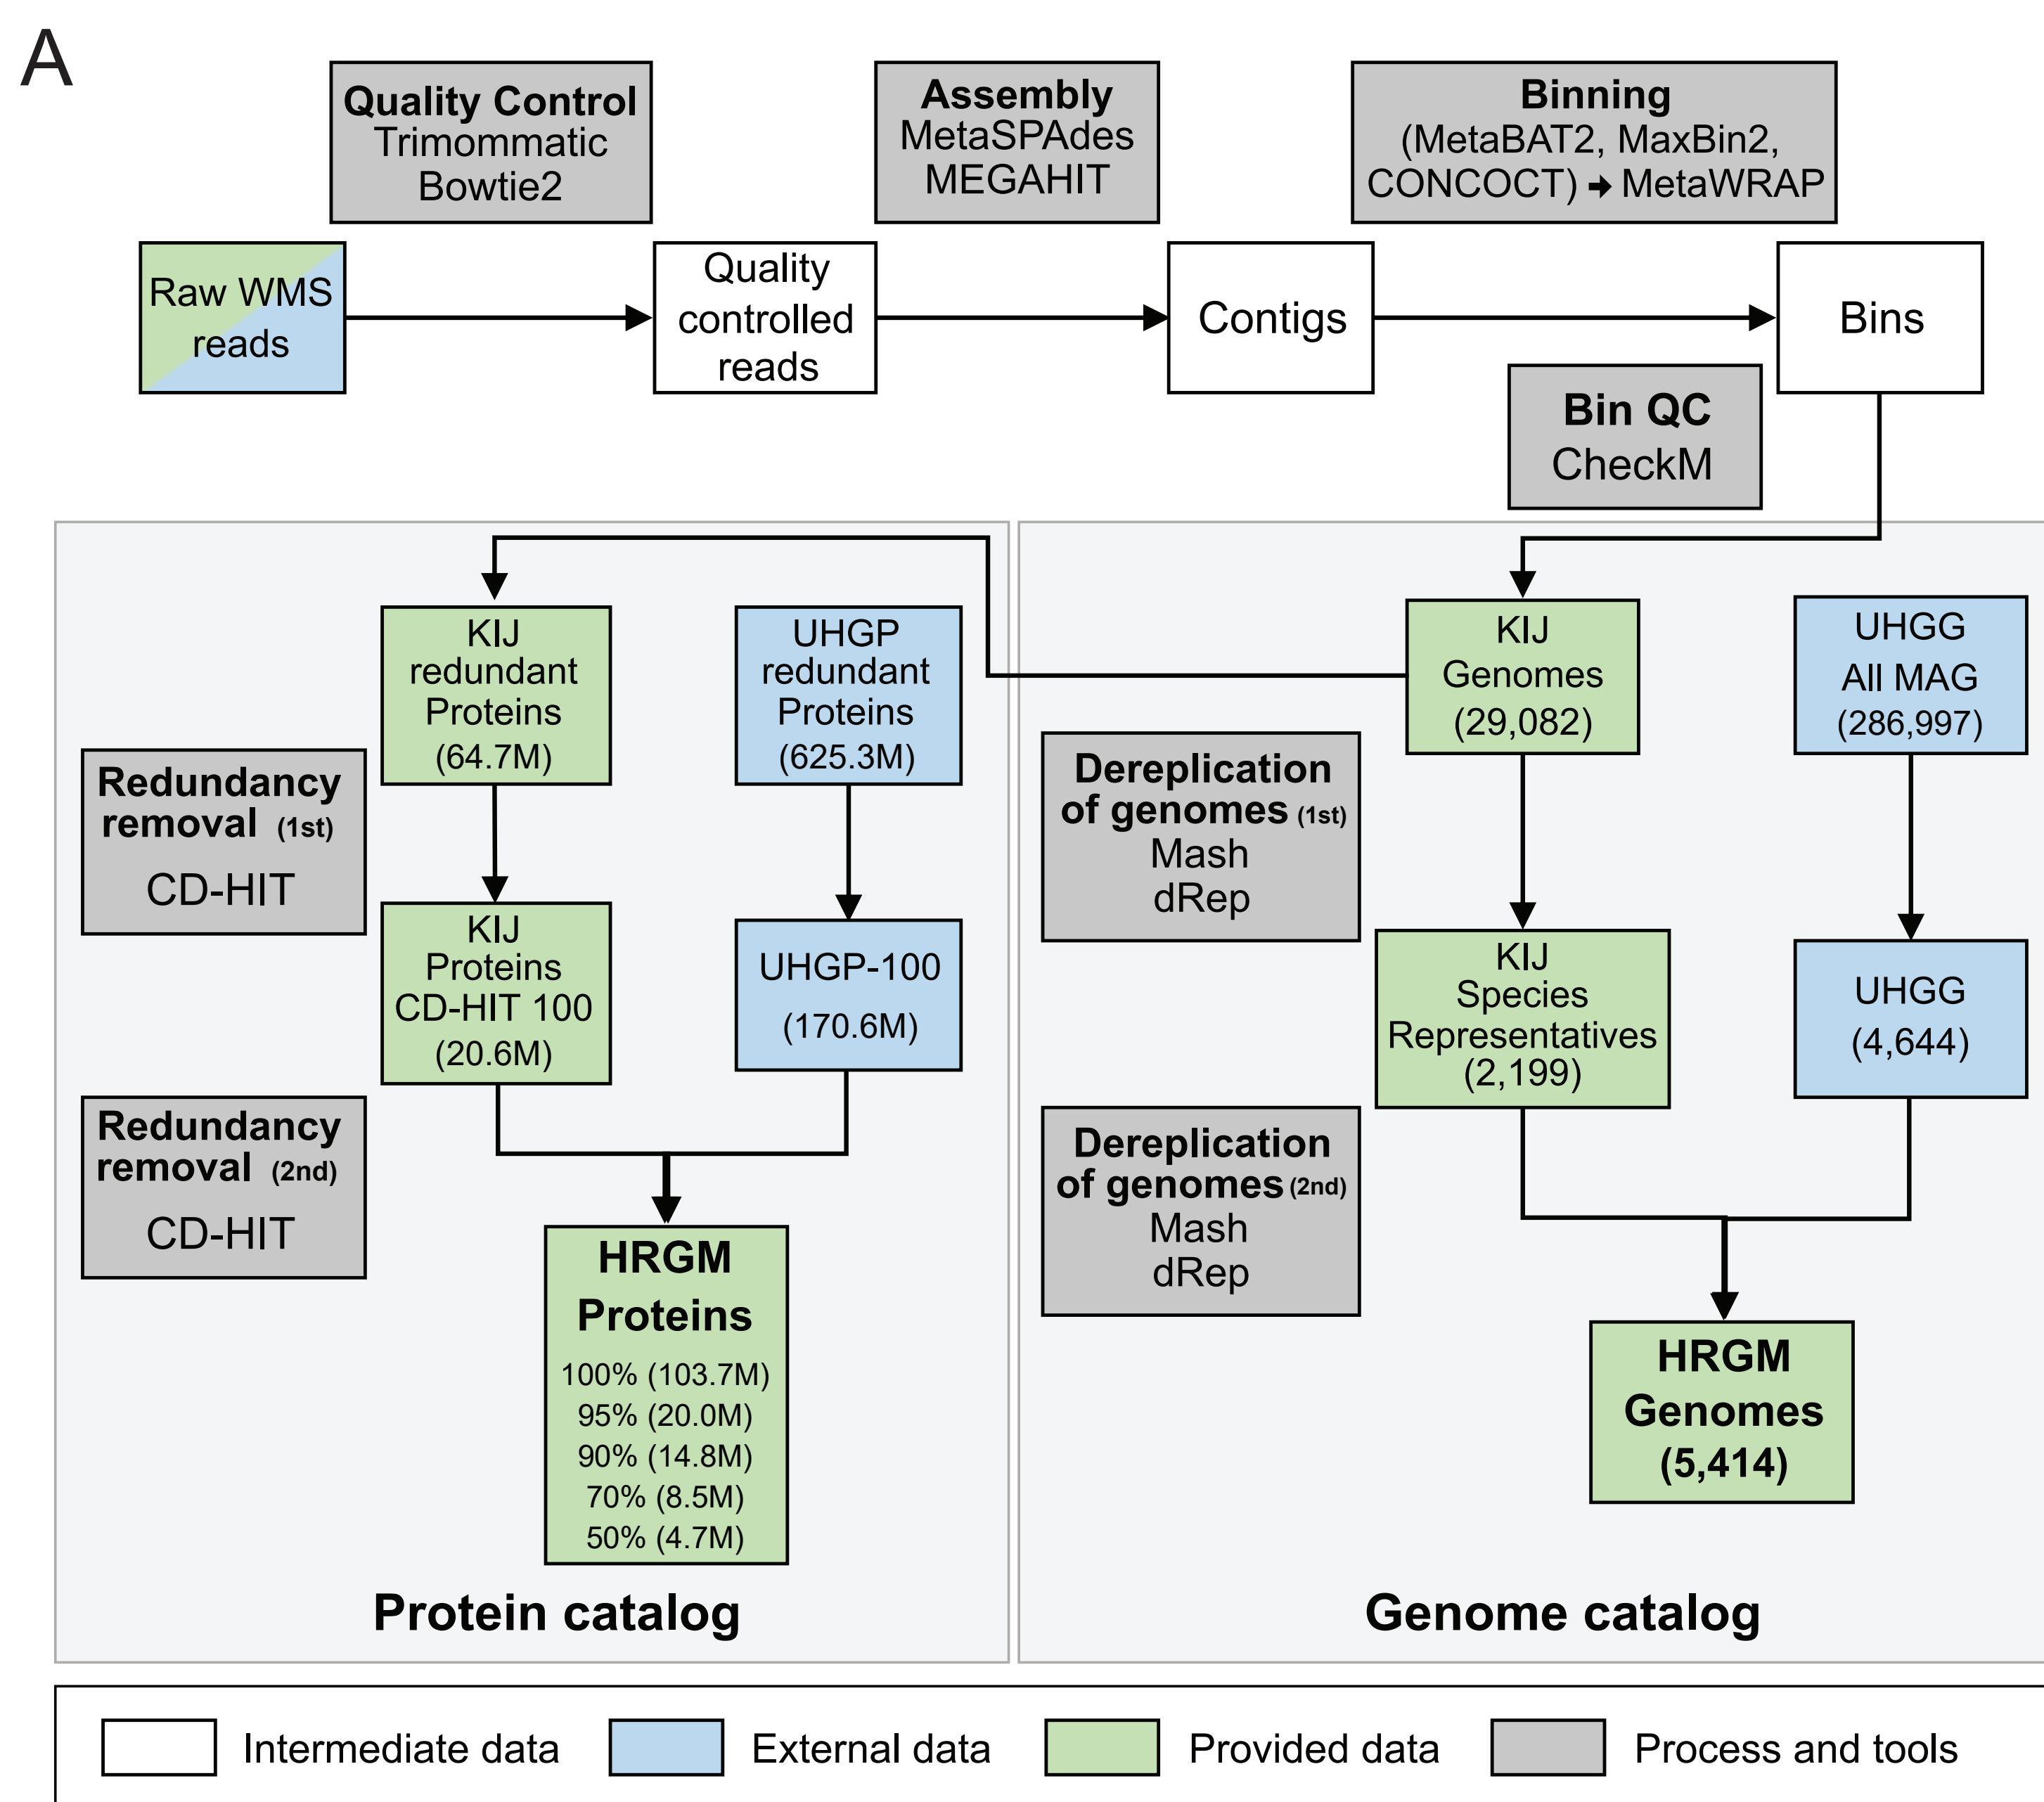 A
Quality Control
Trimommatic
Bowtie2
Assembly
MetaSPAdes
MEGAHIT
Binning
(MetaBAT2, MaxBin2,
CONCOCT) → MetaWRAP
Raw WMS
reads
Quality
controlled
reads
Contigs
Bins
Bin QC
CheckM
KIJ
redundant
Proteins
(64.7M)
UHGP
redundant
Proteins
(625.3M)
Redundancy
removal (1st)
CD-HIT
KIJ
Proteins
CD-HIT 100
(20.6M)
UHGP-100
(170.6M)
Redundancy
removal (2nd)
CD-HIT
HRGM
Proteins
100% (103.7M)
95% (20.0M)
90% (14.8M)
70% (8.5M)
50% (4.7M)
Protein catalog
KIJ
Genomes
(29,082)
UHGG
All MAG
(286,997)
Dereplication
of genomes (1st)
Mash
dRep
KIJ
Species
Representatives
(2,199)
UHGG
(4,644)
Dereplication
of genomes (2nd)
Mash
dRep
HRGM
Genomes
(5,414)
Genome catalog
Intermediate data
External data
Provided data
Process and tools